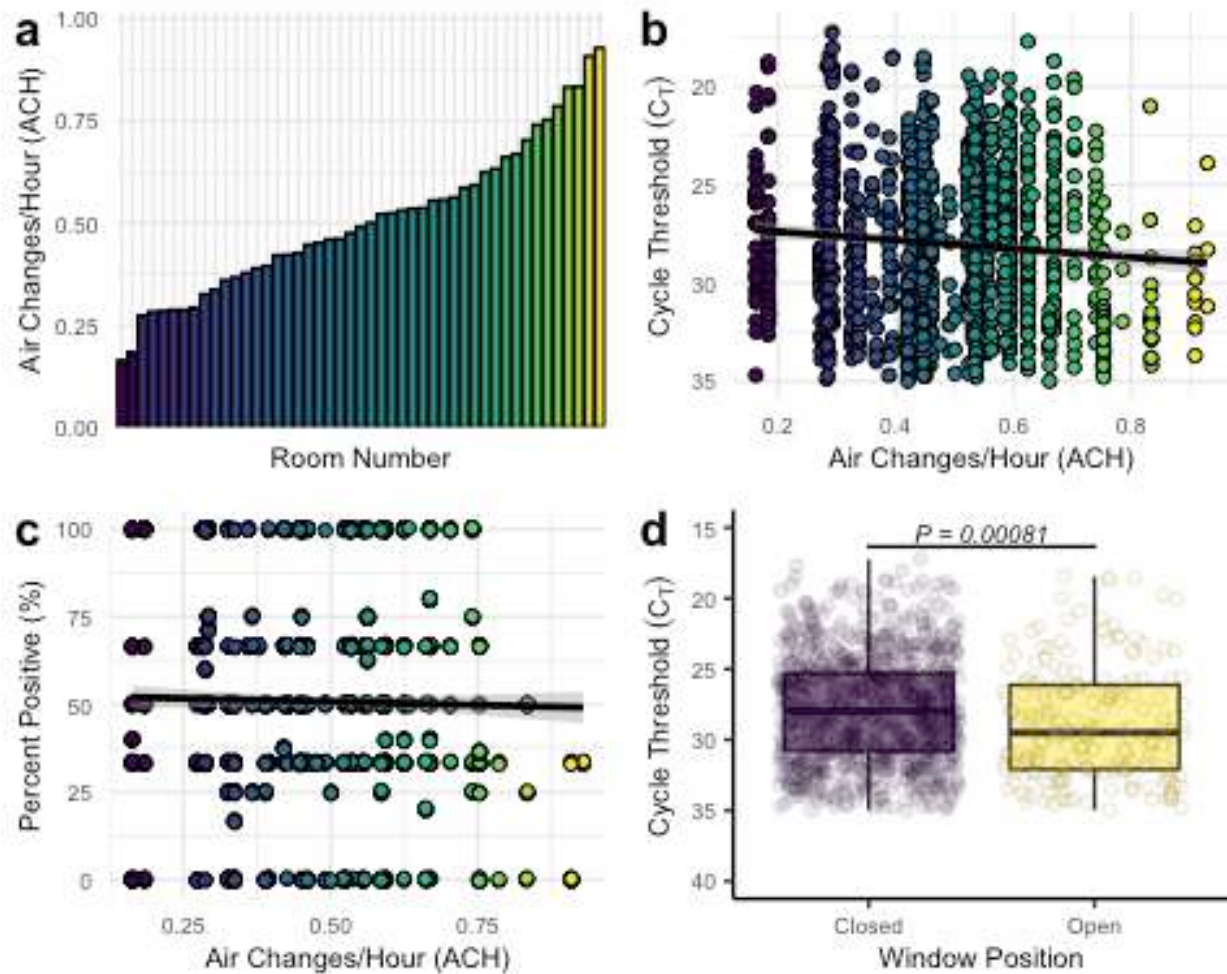 a
Air Changes/Hour (ACH)
1.00
0.75
0.50
0.25
0.00
Room Number
b
Cycle Threshold (CT)
20
25
30
35
0.2 0.4 0.6 0.8
Air Changes/Hour (ACH)
c
Percent Positive (%)
100
75
50
25
0
0.25 0.50 0.75
Air Changes/Hour (ACH)
d
P = 0.00081
Cycle Threshold (CT)
15
20
25
30
35
40
Closed Open
Window Position